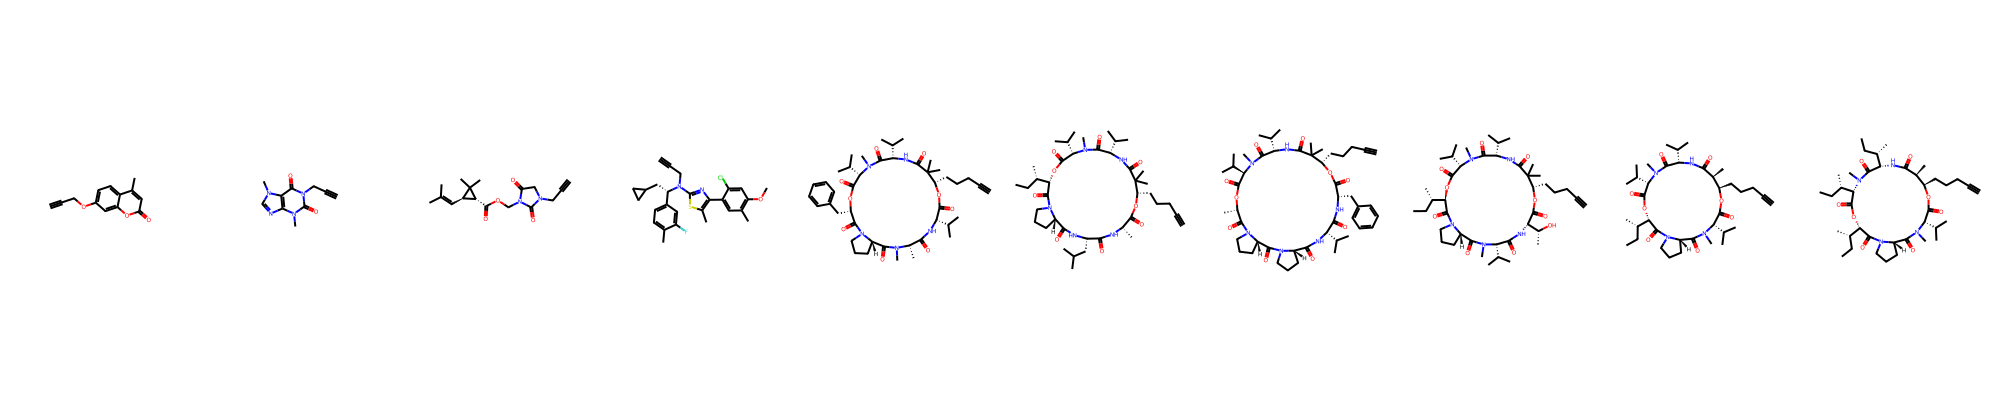 O O O
O N N O N N
O N O N O O
Cl N N O S F
O NH O N O O O O O N NH O O N H
O O N O NH O O O O N O H O NH NH O
O O NH O N O O O NH O N O NH O N O H
O O N NH O O O O O OH N NH O H O N
O O NH O N O O O O N N H O
O O NH N O O O O N N H O